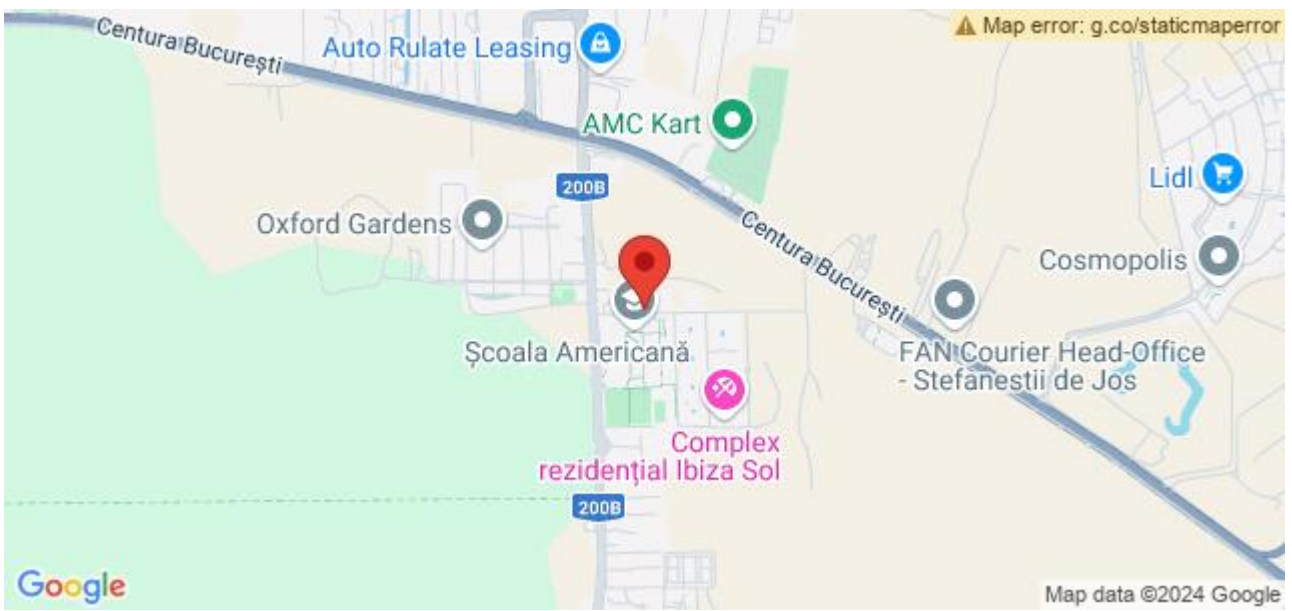 Map error: g.co/staticmaperror
Centura București
Auto Rulate Leasing
AMC Kart
Lidl
200B
Oxford Gardens
Centura București
Cosmopolis
Școala Americană
FAN Courier Head-Office
- Stefanestii de Jos
Complex
rezidențial Ibiza Sol
200B
Google
Map data ©2024 Google